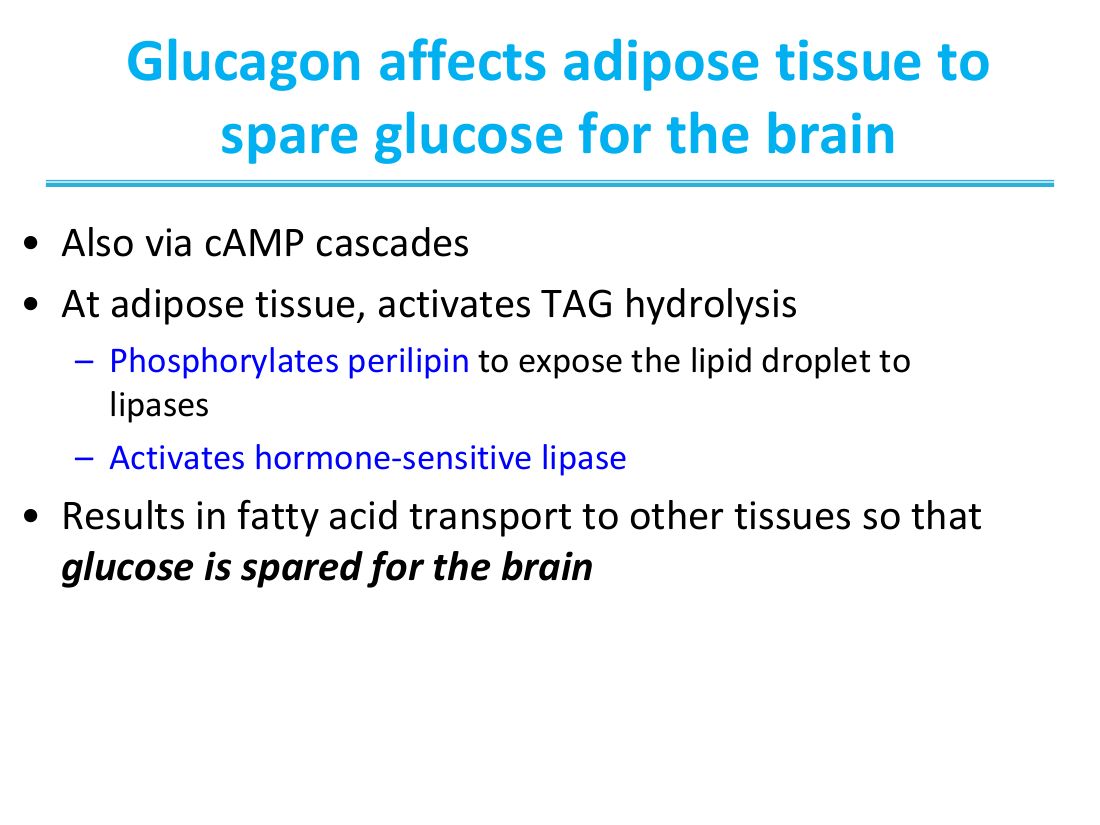 Glucagon affects adipose tissue to
spare glucose for the brain
• Also via cAMP cascades
• At adipose tissue, activates TAG hydrolysis
– Phosphorylates perilipin to expose the lipid droplet to
lipases
– Activates hormone-sensitive lipase
• Results in fatty acid transport to other tissues so that
glucose is spared for the brain